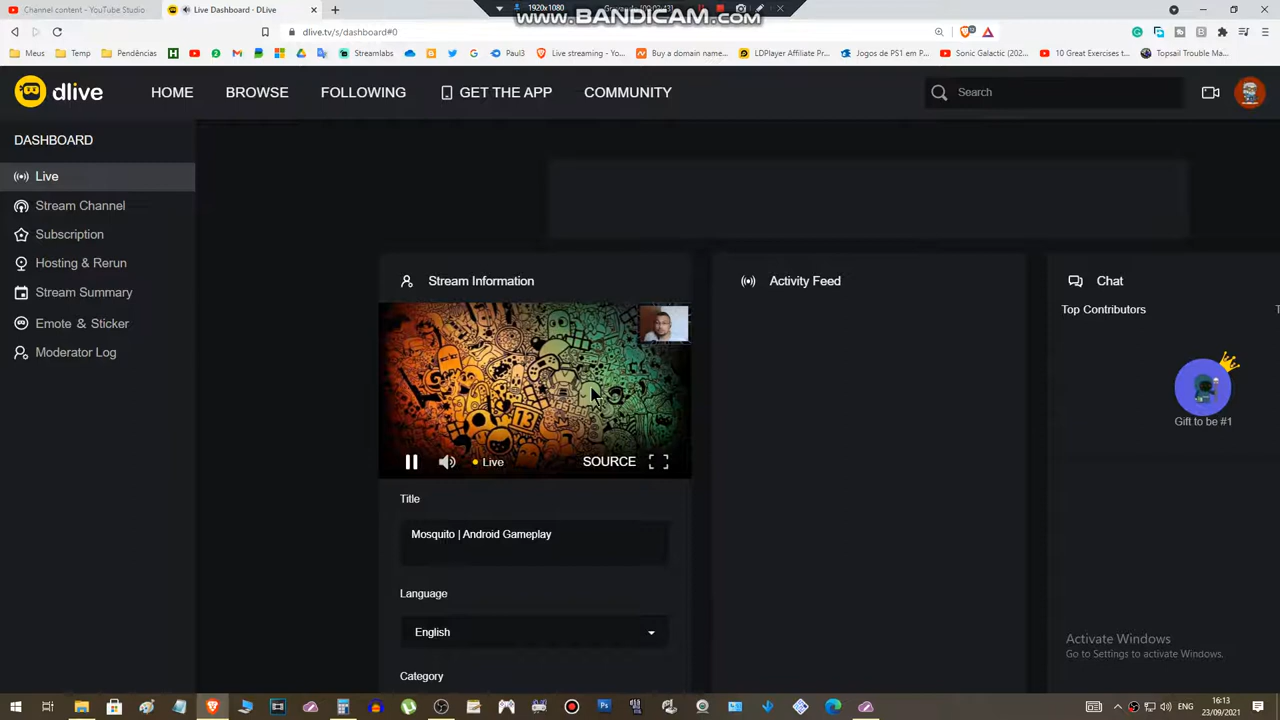 Channel content - YouTube Studio
Live Dashboard - DLive
1920x1080
www.BANDICAM.com
dlive.tv/s/dashboard#0
Meus
Temp
Pendências
Streamlabs
Paul3
Live streaming - Yo...
Buy a domain name...
LDPlayer Affiliate Pr...
Jogos de PS1 em P...
Sonic Galactic (202...
10 Great Exercises t...
Topsail Trouble Ma...
dlive
HOME
BROWSE
FOLLOWING
GET THE APP
COMMUNITY
Search
DASHBOARD
Live
Stream Channel
Subscription
Hosting & Rerun
Stream Summary
Emote & Sticker
Moderator Log
Stream Information
Live
SOURCE
Title
Mosquito | Android Gameplay
Language
English
Category
Activity Feed
Chat
Top Contributors
T
Gift to be #1
Activate Windows
Go to Settings to activate Windows.
ENG
16:13
23/09/2021